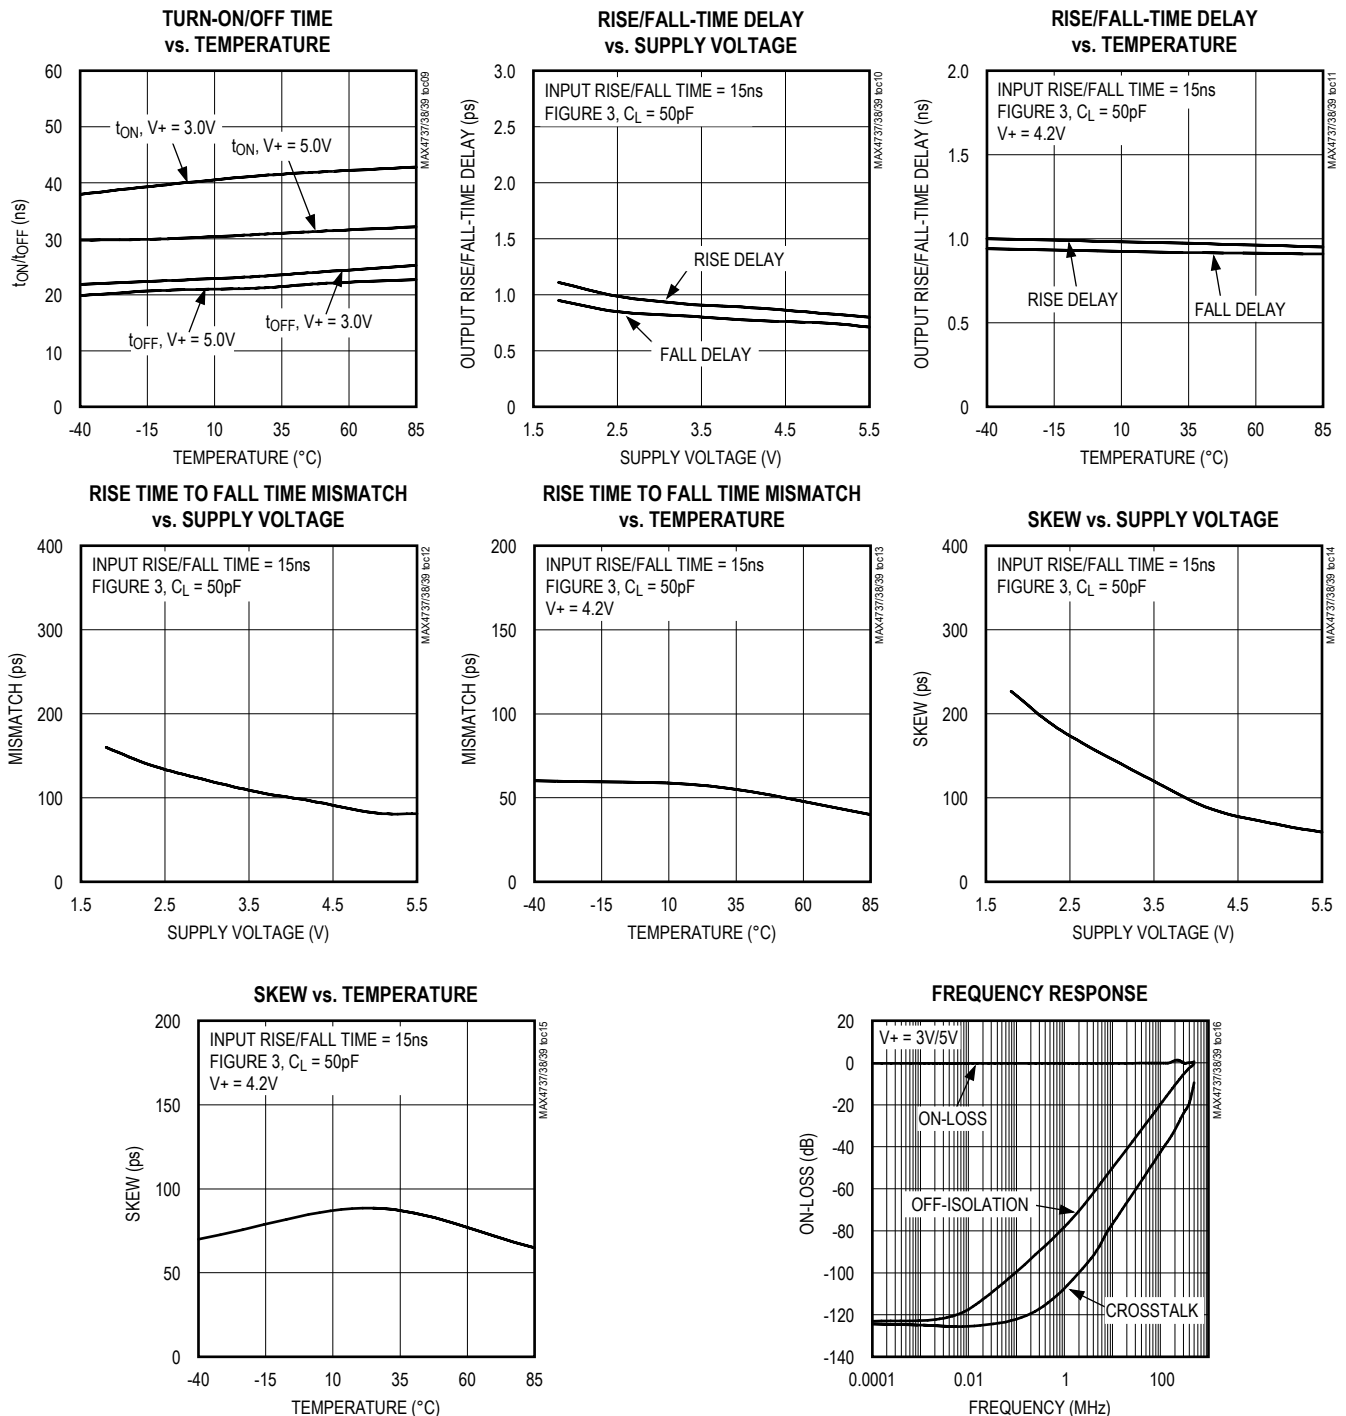 TURN-ON/OFF TIME
vs. TEMPERATURE
60
50
40
30
20
10
0
tON/tOFF (ns)
tON, V+ = 3.0V
tON, V+ = 5.0V
tOFF, V+ = 3.0V
tOFF, V+ = 5.0V
MAX4737/38/39 toc09
-40
-15
10
35
60
85
TEMPERATURE (°C)
RISE/FALL-TIME DELAY
vs. SUPPLY VOLTAGE
3.0
2.5
2.0
1.5
1.0
0.5
0
OUTPUT RISE/FALL-TIME DELAY (ps)
INPUT RISE/FALL TIME = 15ns
FIGURE 3, CL = 50pF
RISE DELAY
FALL DELAY
MAX4737/38/39 toc10
1.5
2.5
3.5
4.5
5.5
SUPPLY VOLTAGE (V)
RISE/FALL-TIME DELAY
vs. TEMPERATURE
2.0
1.5
1.0
0.5
0
OUTPUT RISE/FALL-TIME DELAY (ns)
INPUT RISE/FALL TIME = 15ns
FIGURE 3, CL = 50pF
V+ = 4.2V
RISE DELAY
FALL DELAY
MAX4737/38/39 toc11
-40
-15
10
35
60
85
TEMPERATURE (°C)
RISE TIME TO FALL TIME MISMATCH
vs. SUPPLY VOLTAGE
400
300
200
100
0
MISMATCH (ps)
INPUT RISE/FALL TIME = 15ns
FIGURE 3, CL = 50pF
MAX4737/38/39 toc12
1.5
2.5
3.5
4.5
5.5
SUPPLY VOLTAGE (V)
RISE TIME TO FALL TIME MISMATCH
vs. TEMPERATURE
200
150
100
50
0
MISMATCH (ps)
INPUT RISE/FALL TIME = 15ns
FIGURE 3, CL = 50pF
V+ = 4.2V
MAX4737/38/39 toc13
-40
-15
10
35
60
85
TEMPERATURE (°C)
SKEW vs. SUPPLY VOLTAGE
400
300
200
100
0
SKEW (ps)
INPUT RISE/FALL TIME = 15ns
FIGURE 3, CL = 50pF
MAX4737/38/39 toc14
1.5
2.5
3.5
4.5
5.5
SUPPLY VOLTAGE (V)
SKEW vs. TEMPERATURE
200
150
100
50
0
SKEW (ps)
INPUT RISE/FALL TIME = 15ns
FIGURE 3, CL = 50pF
V+ = 4.2V
MAX4737/38/39 toc15
-40
-15
10
35
60
85
TEMPERATURE (°C)
FREQUENCY RESPONSE
20
0
-20
-40
-60
-80
-100
-120
-140
ON-LOSS (dB)
V+ = 3V/5V
ON-LOSS
OFF-ISOLATION
CROSSTALK
MAX4737/38/39 toc16
0.0001
0.01
1
100
FREQUENCY (MHz)